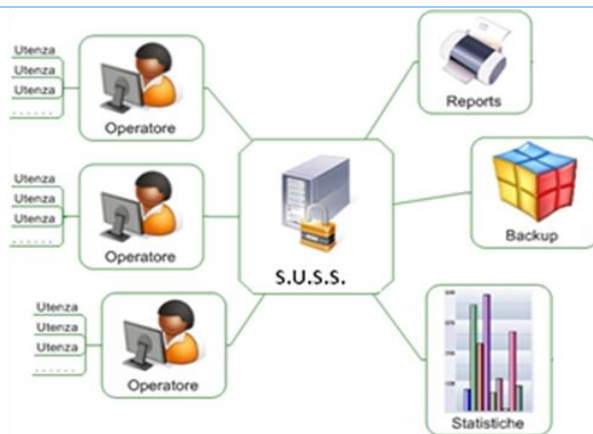 Utenza
Utenza
Utenza
......
Operatore
Utenza
Utenza
Utenza
......
Operatore
Utenza
Utenza
Utenza
......
Operatore
S.U.S.S.
Reports
Backup
Statistiche